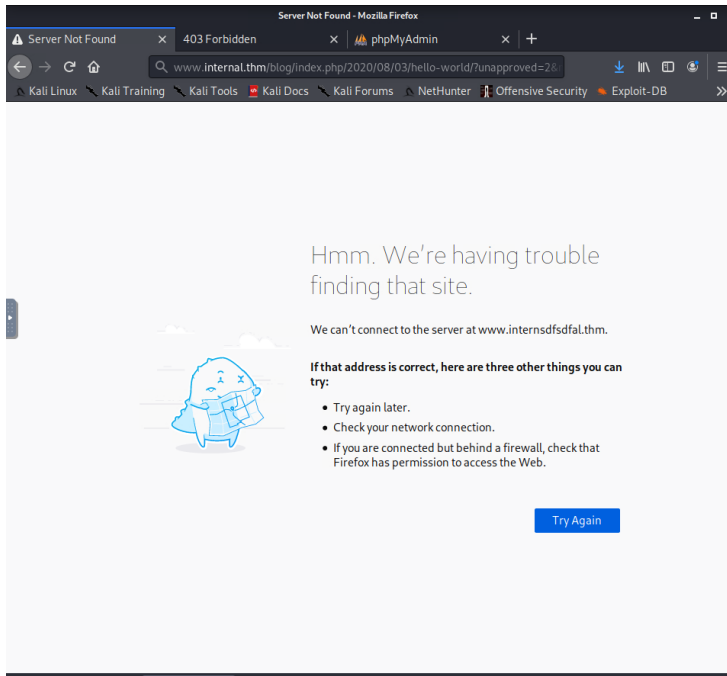 Server Not Found - Mozilla Firefox
Server Not Found
403 Forbidden
phpMyAdmin
www.internal.thm/blog/index.php/2020/08/03/hello-world/?unapproved=2&
Kali Linux Kali Training Kali Tools Kali Docs Kali Forums NetHunter Offensive Security Exploit-DB
Hmm. We're having trouble
finding that site.
We can't connect to the server at www.internsdfsdfal.thm.
If that address is correct, here are three other things you can
try:
Try again later.
Check your network connection.
If you are connected but behind a firewall, check that
Firefox has permission to access the Web.
Try Again